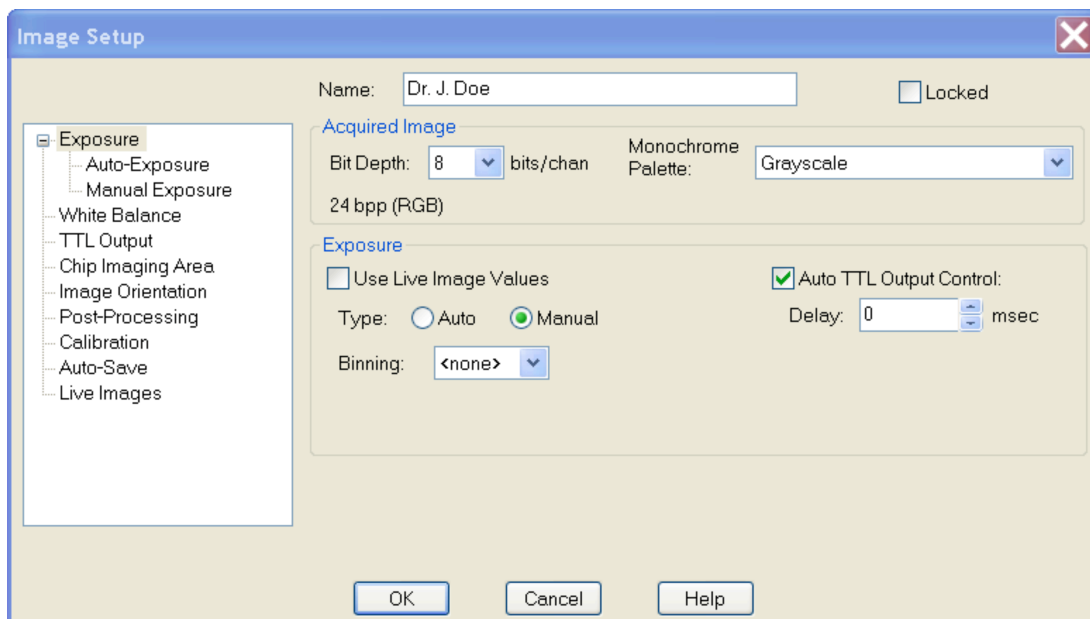 Image Setup
Name: Dr. J. Doe
Locked
Exposure
Auto-Exposure
Manual Exposure
White Balance
TTL Output
Chip Imaging Area
Image Orientation
Post-Processing
Calibration
Auto-Save
Live Images
Acquired Image
Bit Depth: 8 bits/chan
Monochrome
Palette: Grayscale
24 bpp (RGB)
Exposure
Use Live Image Values
Auto TTL Output Control:
Type: Auto Manual
Delay: 0 msec
Binning: <none>
OK Cancel Help